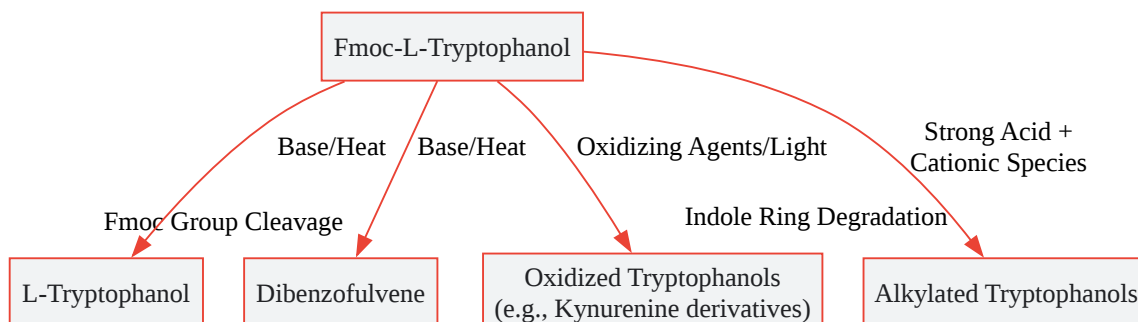 Fmoc-L-Tryptophanol
Base/Heat
Base/Heat
Oxidizing Agents/Light
Strong Acid +
Cationic Species
Fmoc Group Cleavage
Indole Ring Degradation
L-Tryptophanol
Dibenzofulvene
Oxidized Tryptophanols
(e.g., Kynurenine derivatives)
Alkylated Tryptophanols